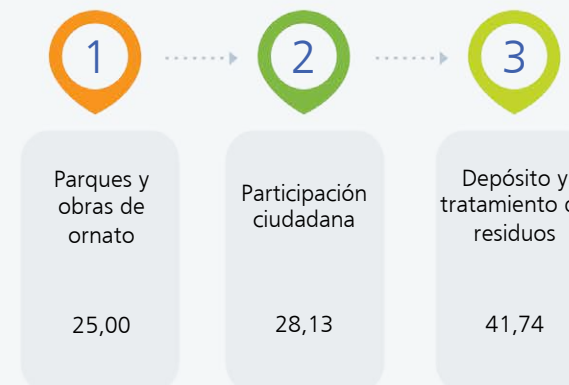 1
2
3
Parques y
obras de
ornato
25,00
Participación
ciudadana
28,13
Depósito y
tratamiento
residuos
41,74